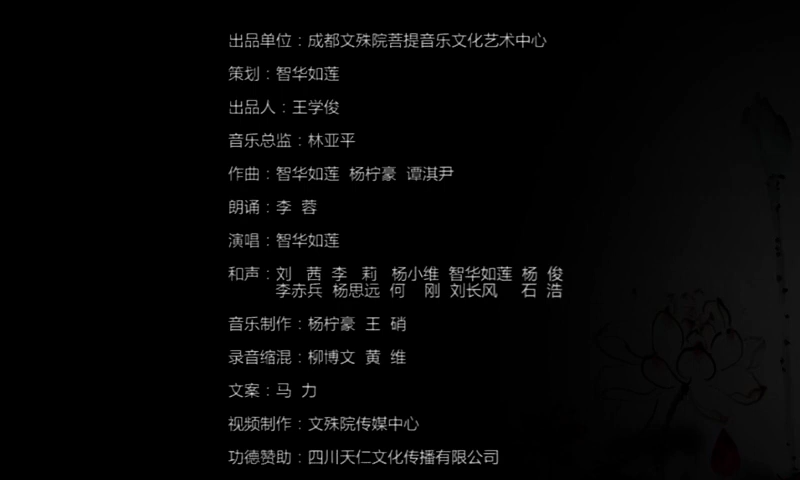 出品单位：成都文殊院菩提音乐文化艺术中心
策划：智华如莲
出品人：王学俊
音乐总监：林亚平
作曲：智华如莲 杨柠豪 谭淇尹
朗诵：李 蓉
演唱：智华如莲
和声：刘 茜 李 莉 杨小维 智华如莲 杨 俊
李赤兵 杨思远 何 刚 刘长风 石 浩
音乐制作：杨柠豪 王 硝
录音缩混：柳博文 黄 维
文案：马 力
视频制作：文殊院传媒中心
功德赞助：四川天仁文化传播有限公司